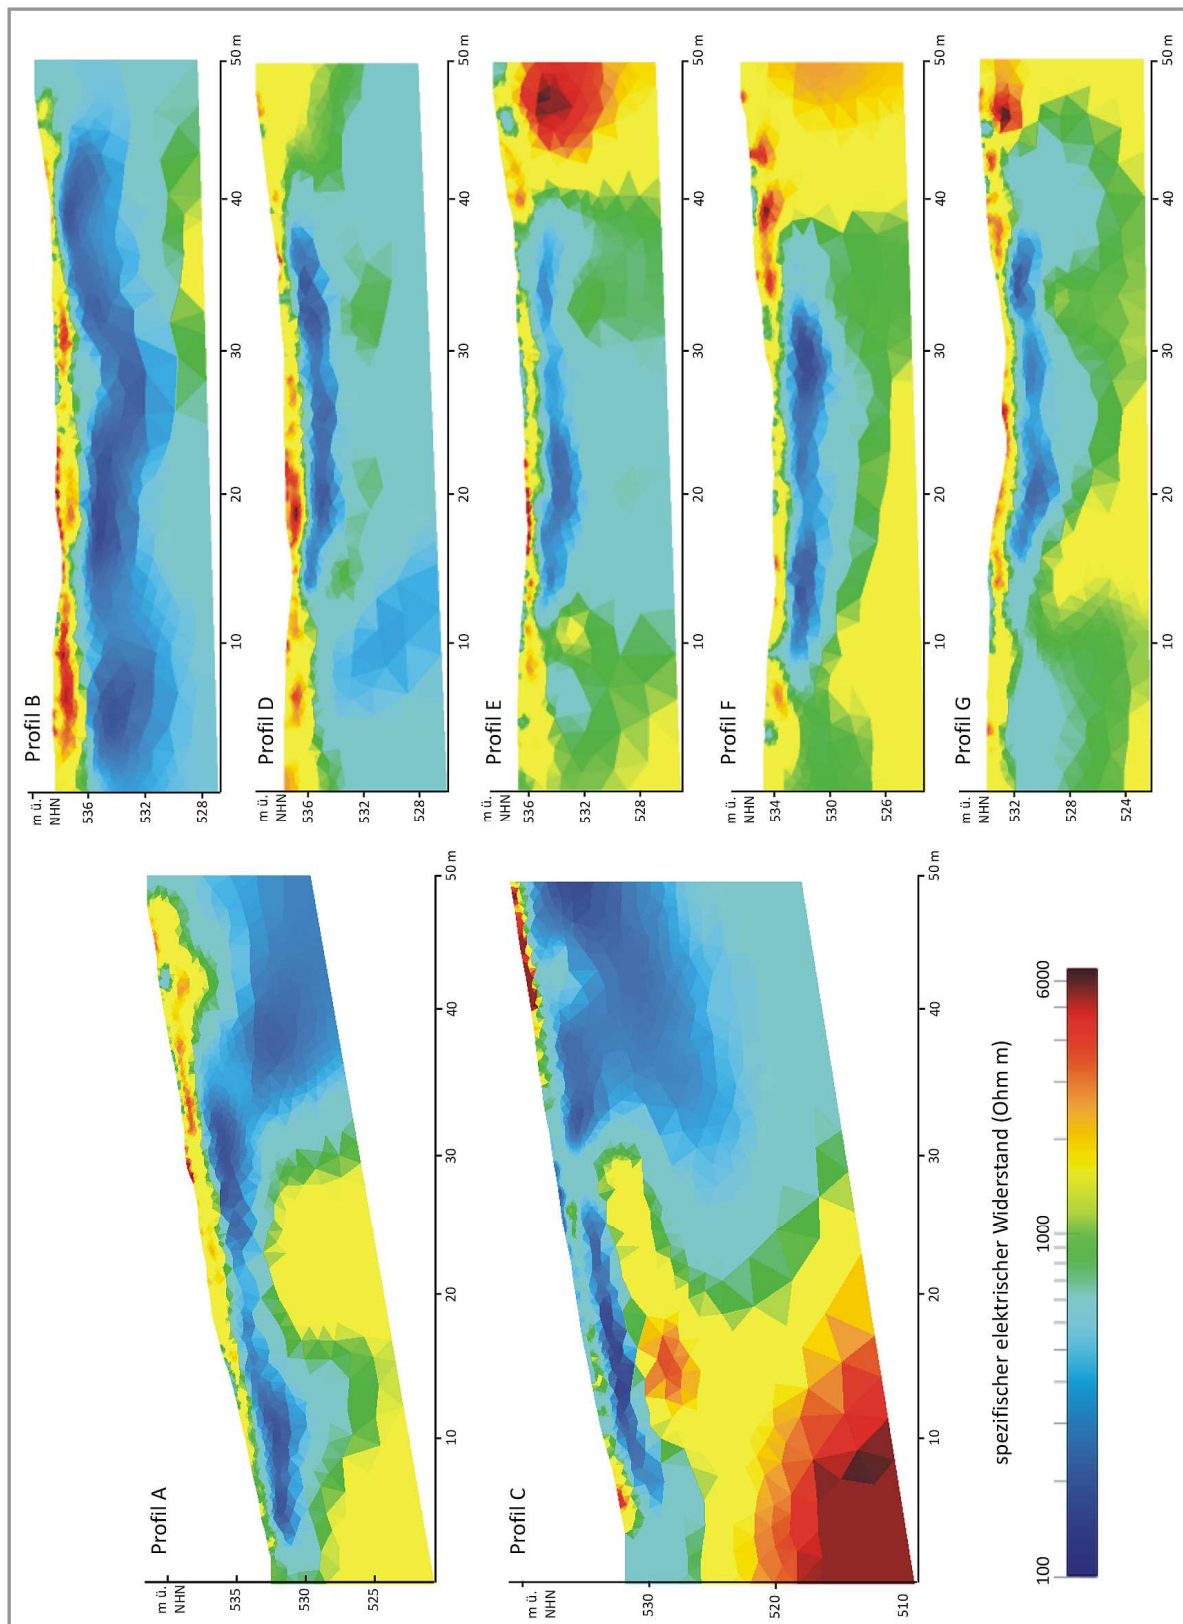 Profil A
m ü.
NHN
535
530
525
10
20
30
40
50 m
Profil C
m ü.
NHN
530
520
510
10
20
30
40
50 m
spezifischer elektrischer Widerstand (Ohm m)
100
1000
6000
Profil B
m ü.
NHN
536
532
528
10
20
30
40
50 m
Profil D
m ü.
NHN
536
532
528
10
20
30
40
50 m
Profil E
m ü.
NHN
536
532
528
10
20
30
40
50 m
Profil F
m ü.
NHN
534
530
526
10
20
30
40
50 m
Profil G
m ü.
NHN
532
528
524
10
20
30
40
50 m